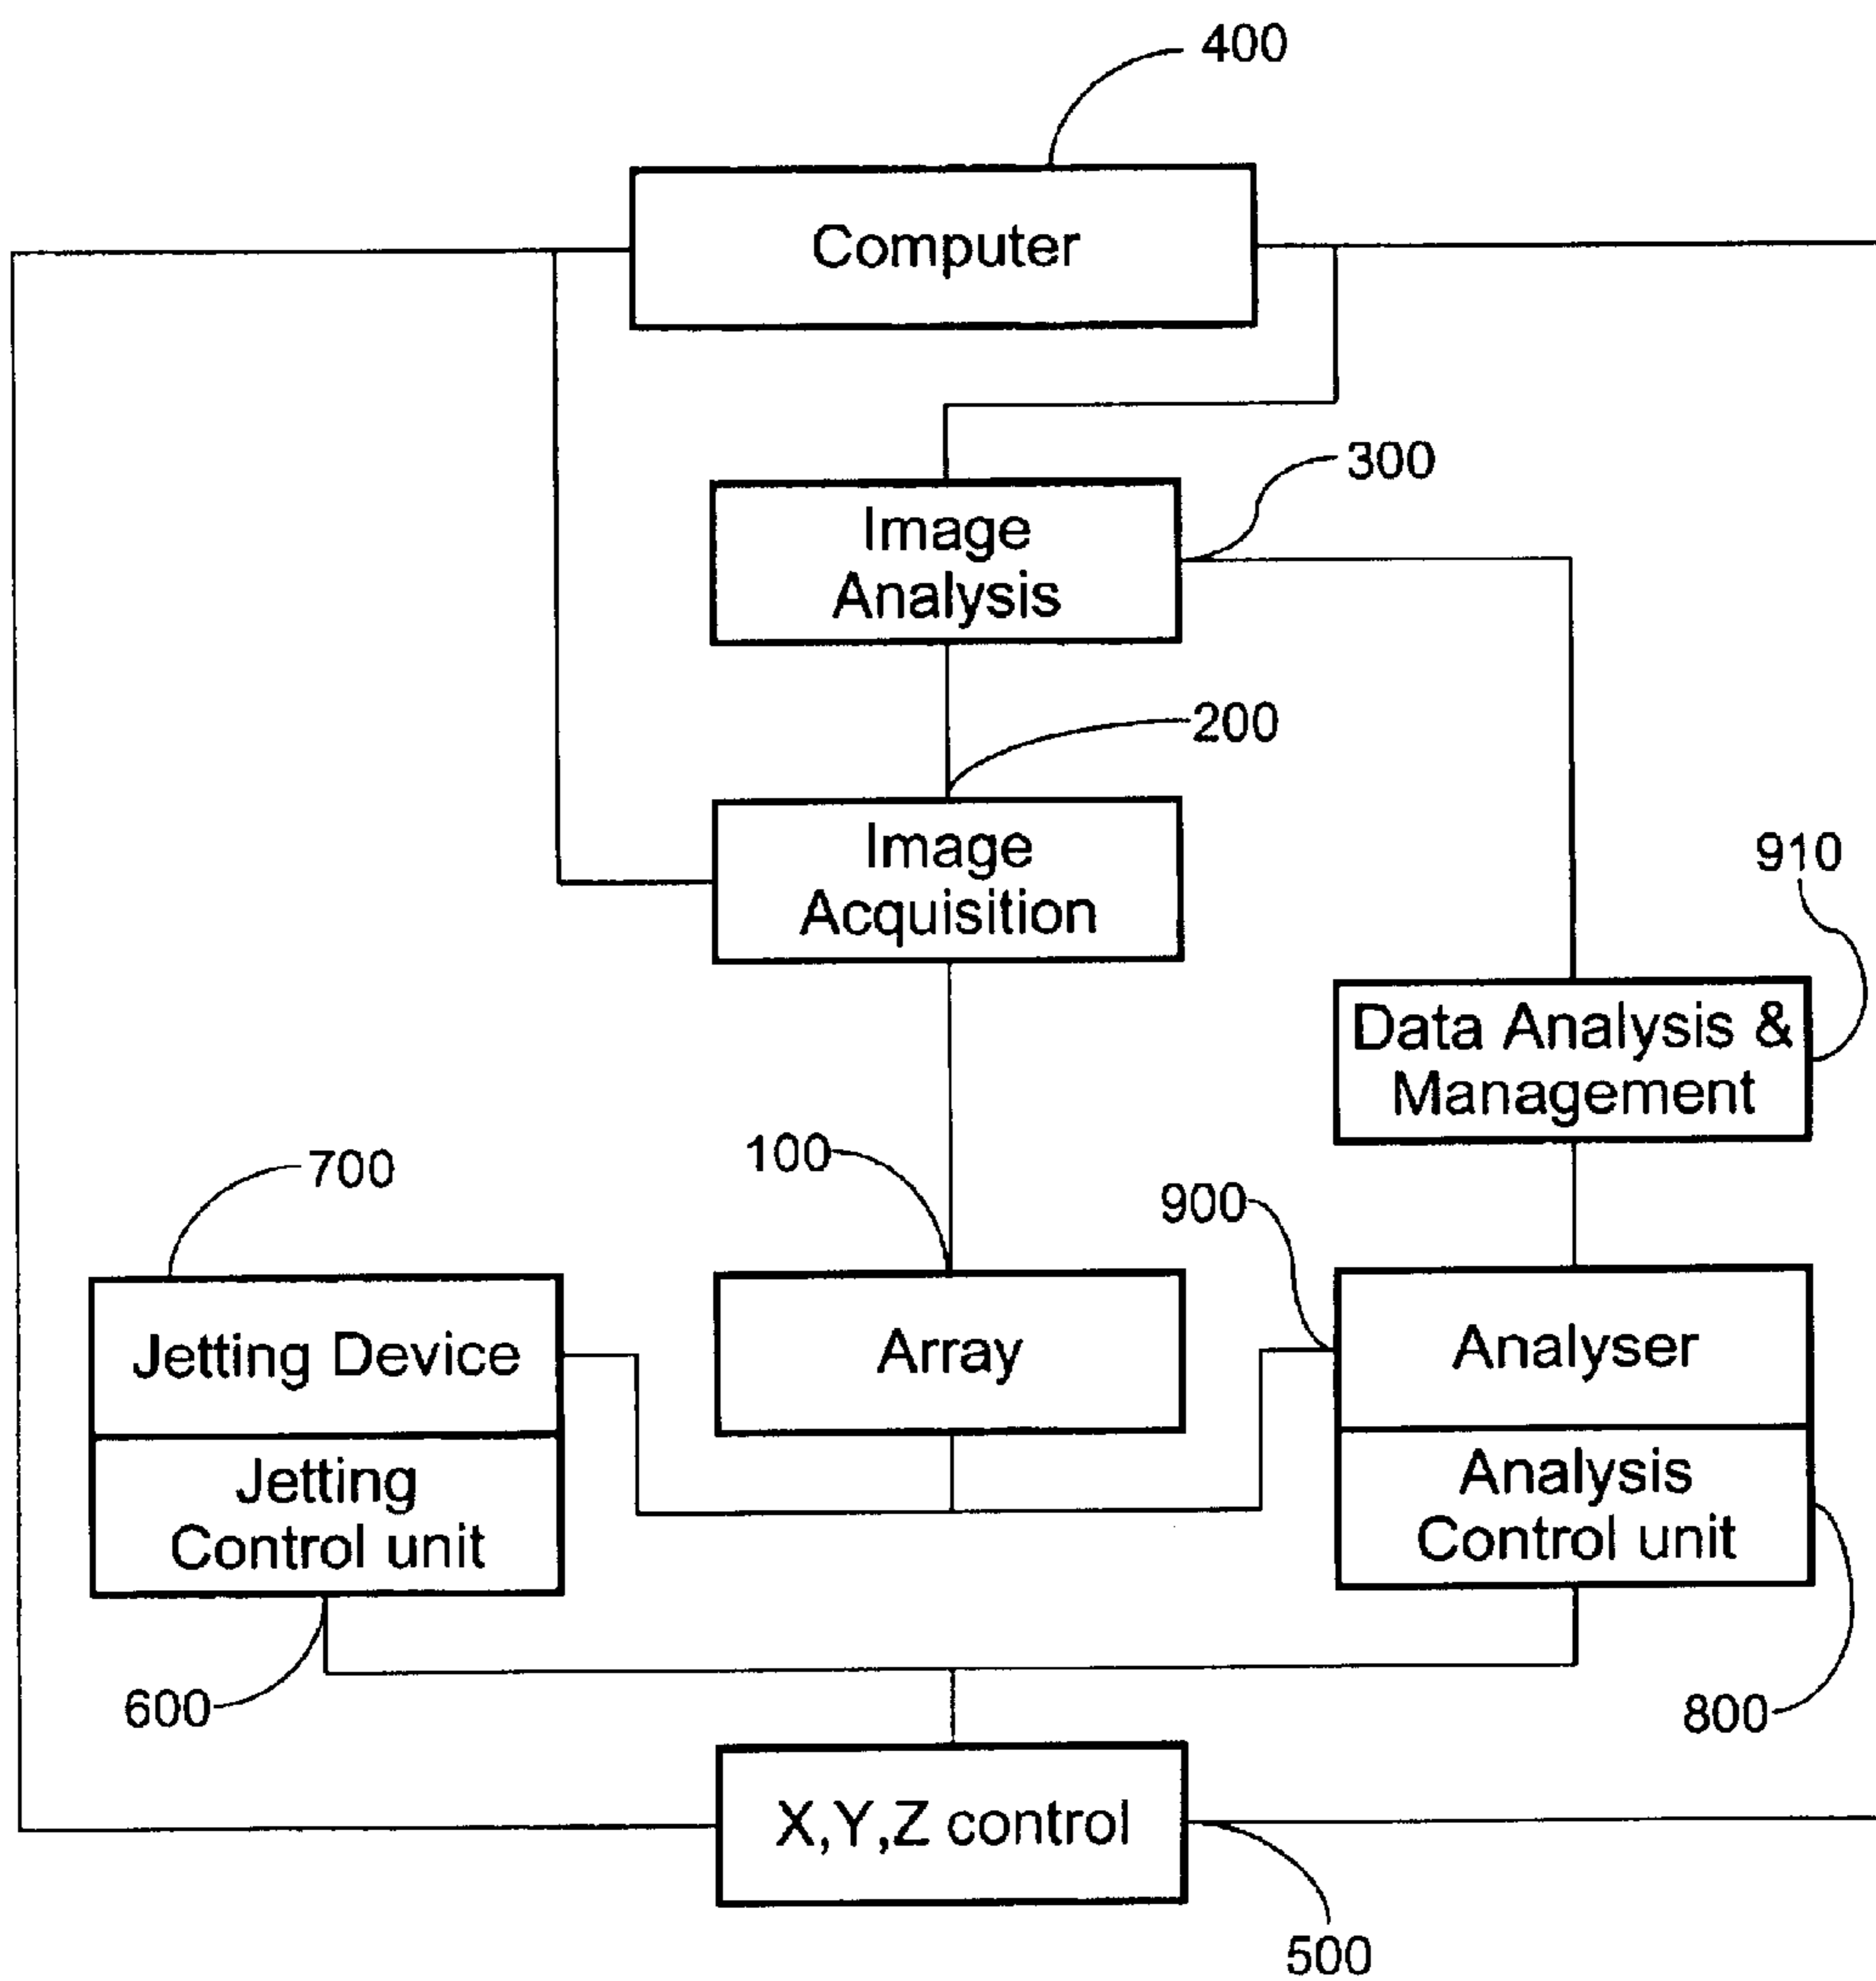 400
Computer
300
Image
Analysis
200
Image
Acquisition
910
Data Analysis &
Management
100
700
900
Jetting Device
Array
Analyser
Jetting
Control unit
Analysis
Control unit
600
800
X,Y,Z control
500